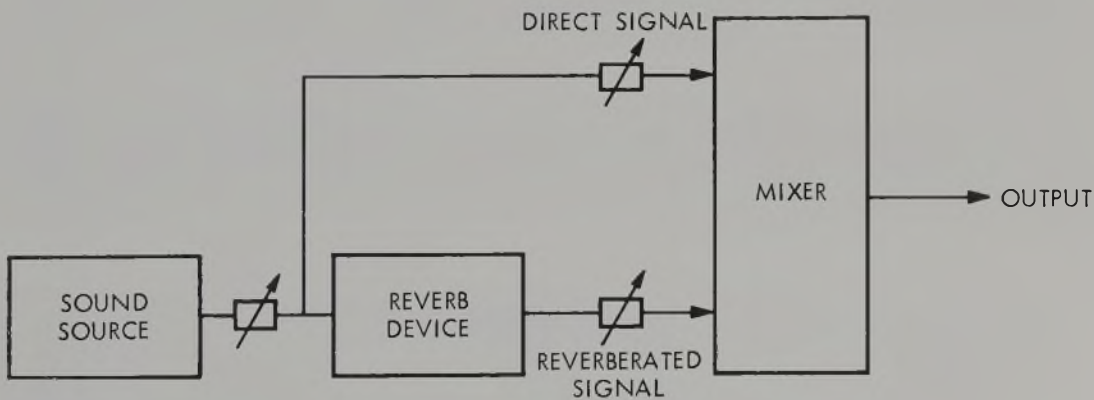 DIRECT SIGNAL
MIXER
OUTPUT
SOUND
SOURCE
REVERB
DEVICE
REVERBERATED
SIGNAL